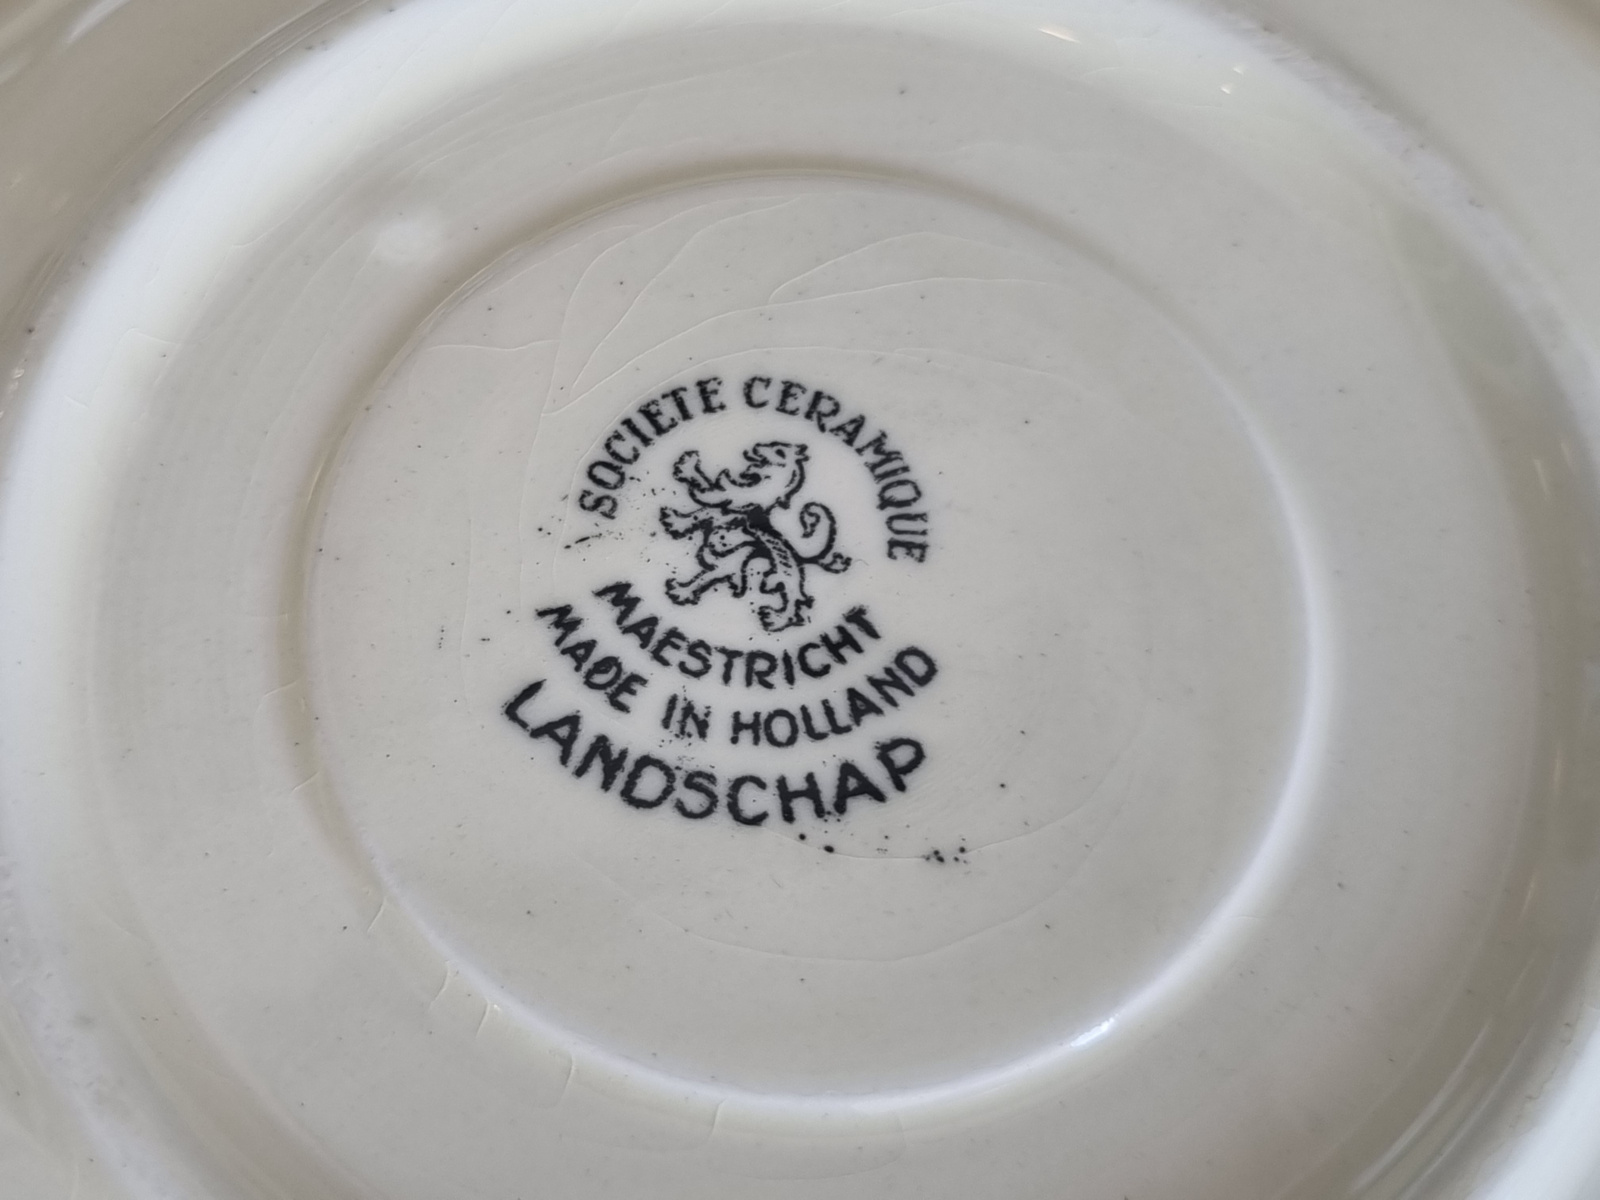 SOCIETE CERAMIQUE
MAESTRICHT
MADE IN HOLLAND
LANDSCHAP